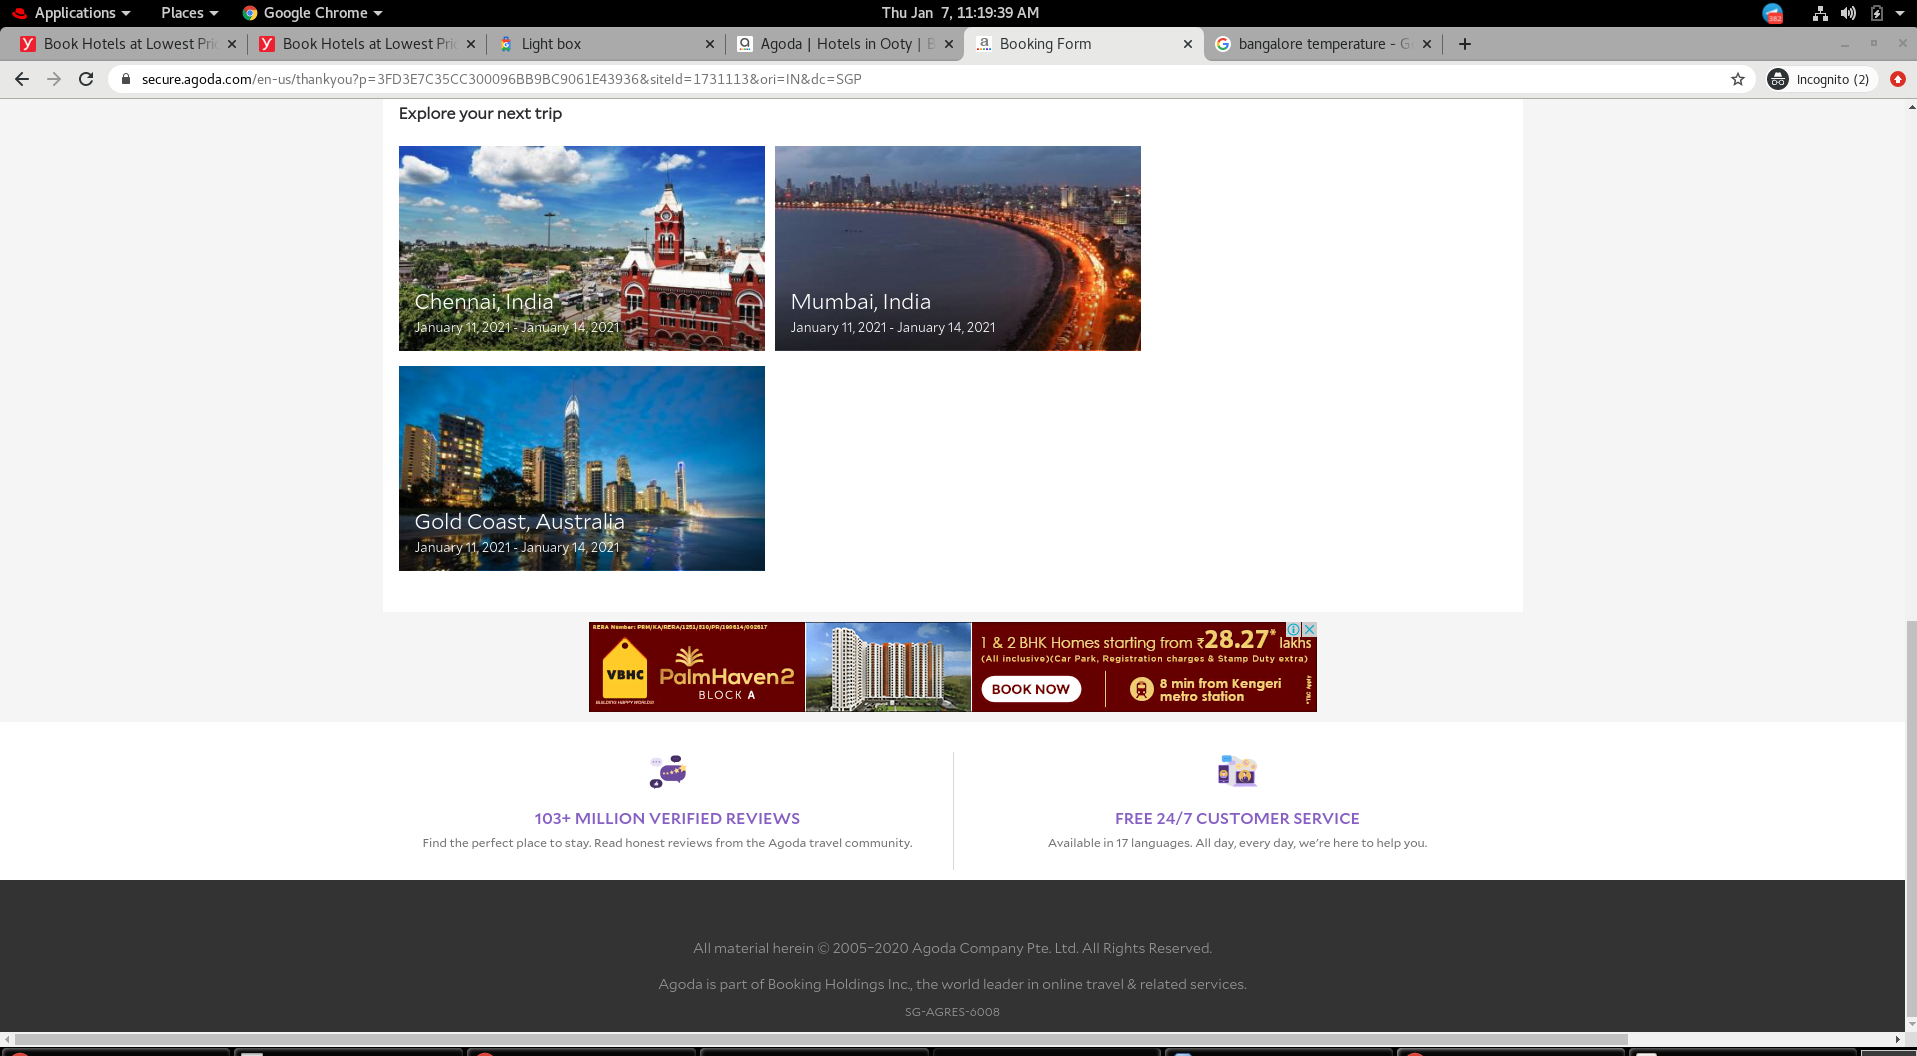 Applications
Places
Google Chrome
Thu Jan 7, 11:19:39 AM
382
Book Hotels at Lowest Pric
Book Hotels at Lowest Pric
Light box
Agoda | Hotels in Ooty | B
Booking Form
bangalore temperature - G
secure.agoda.com/en-us/thankyou?p=3FD3E7C35CC300096BB9BC9061E43936&siteId=1731113&ori=IN&dc=SGP
Incognito (2)
Explore your next trip
Chennai, India
January 11, 2021 - January 14, 2021
Mumbai, India
January 11, 2021 - January 14, 2021
Gold Coast, Australia
January 11, 2021 - January 14, 2021
RERA Number: PRM/KA/RERA/1251/310/PR/190614/002617
VBHC
BUILDING HAPPY WORLDS!
PalmHaven2
BLOCK A
1 & 2 BHK Homes starting from ₹28.27* lakhs
(All inclusive)(Car Park, Registration charges & Stamp Duty extra)
BOOK NOW
8 min from Kengeri
metro station
*T&C Apply
103+ MILLION VERIFIED REVIEWS
Find the perfect place to stay. Read honest reviews from the Agoda travel community.
FREE 24/7 CUSTOMER SERVICE
Available in 17 languages. All day, every day, we're here to help you.
All material herein © 2005–2020 Agoda Company Pte. Ltd. All Rights Reserved.
Agoda is part of Booking Holdings Inc., the world leader in online travel & related services.
SG-AGRES-6008